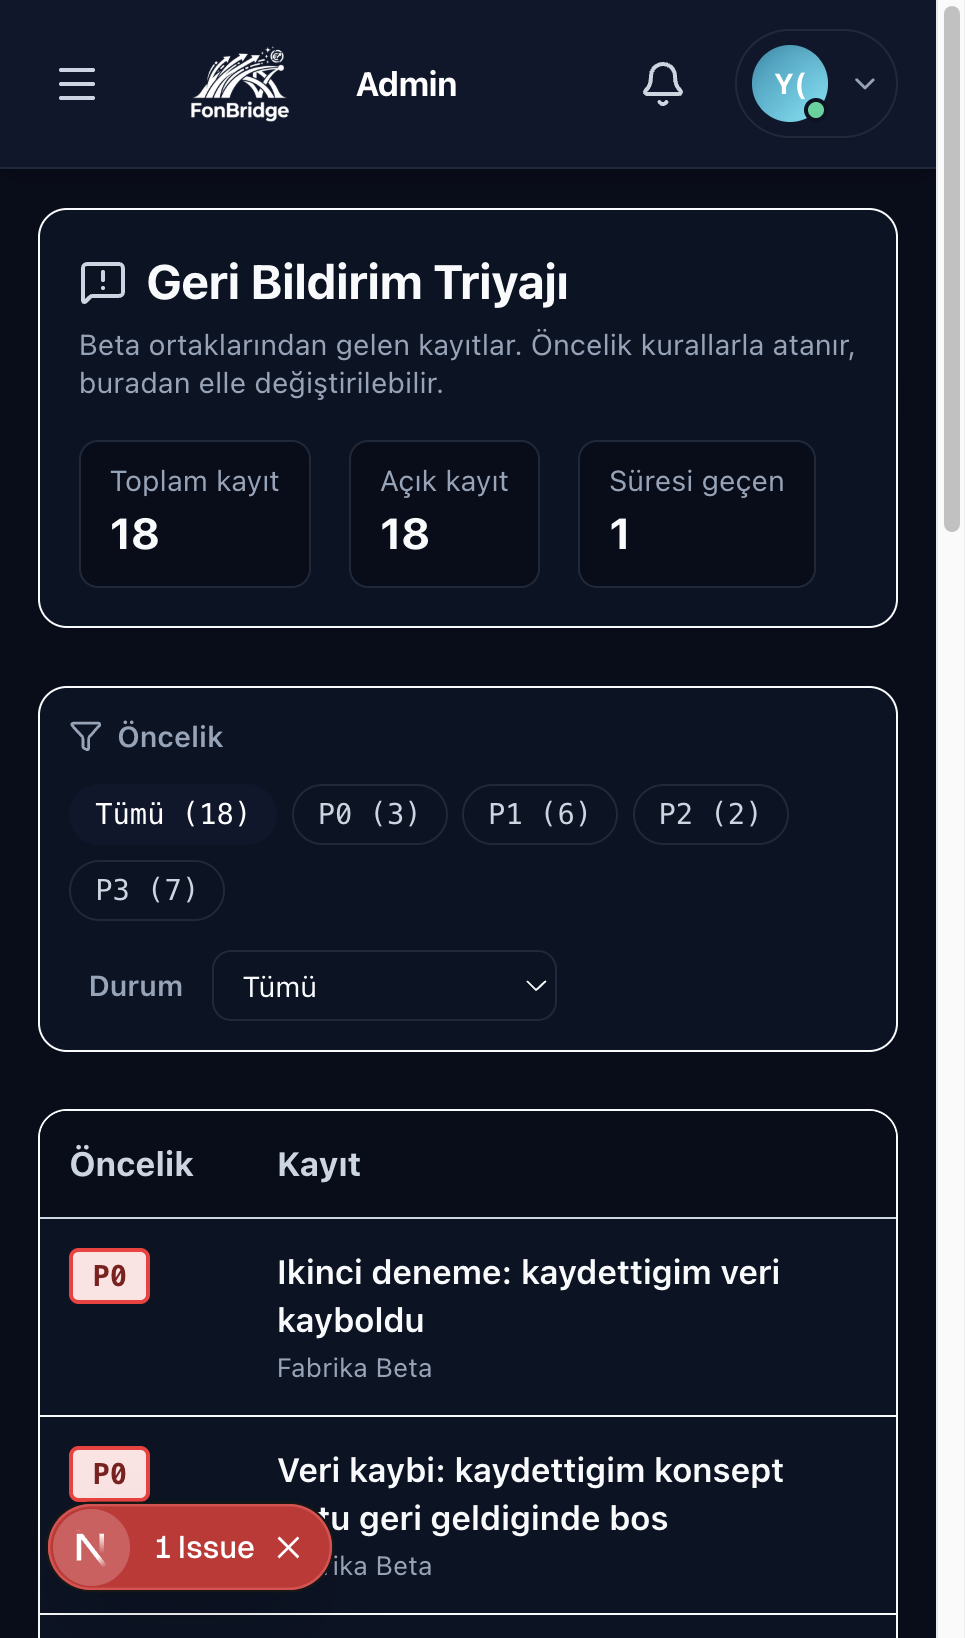 FonBridge
Admin
Y(
Geri Bildirim Triyajı
Beta ortaklarından gelen kayıtlar. Öncelik kurallarla atanır,
buradan elle değiştirilebilir.
Toplam kayıt
18
Açık kayıt
18
Süresi geçen
1
Öncelik
Tümü (18)
P0 (3)
P1 (6)
P2 (2)
P3 (7)
Durum
Tümü
Öncelik
Kayıt
P0
Ikinci deneme: kaydettigim veri
kayboldu
Fabrika Beta
P0
Veri kaybi: kaydettigim konsept
tu geri geldiginde bos
ika Beta
N
1 Issue